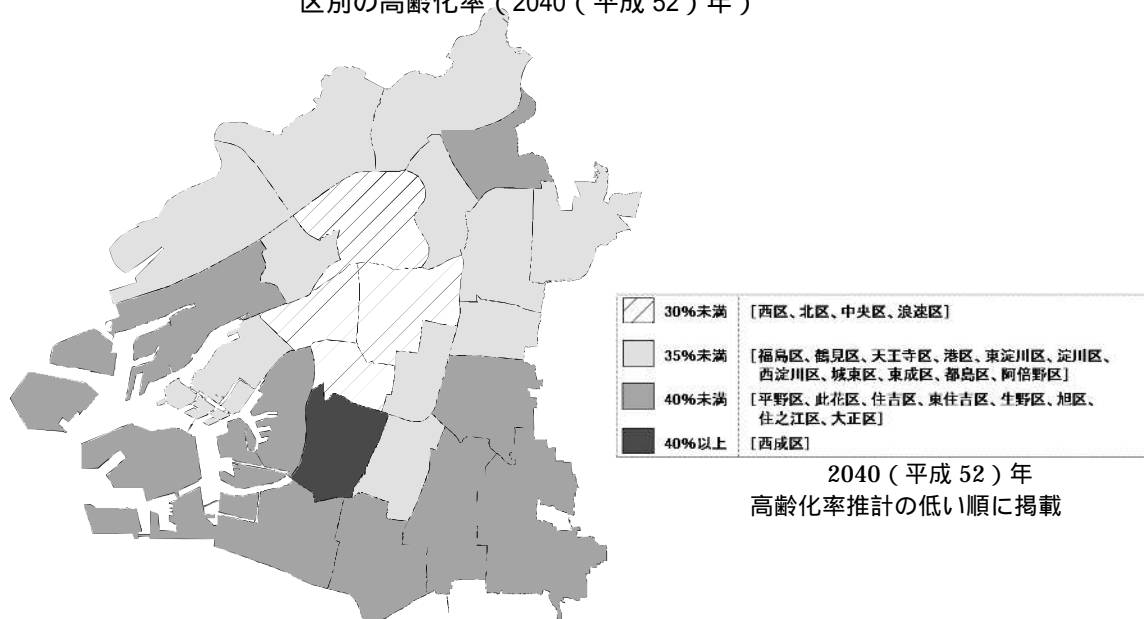 区別の高齢化率（2040（平成 52）年）
30%未満 [西区、北区、中央区、浪速区]
35%未満 [福島区、鶴見区、天王寺区、港区、東淀川区、淀川区、
西淀川区、城東区、東成区、都島区、阿倍野区]
40%未満 [平野区、此花区、住吉区、東住吉区、生野区、旭区、
住之江区、大正区]
40%以上 [西成区]
2040（平成 52）年
高齢化率推計の低い順に掲載